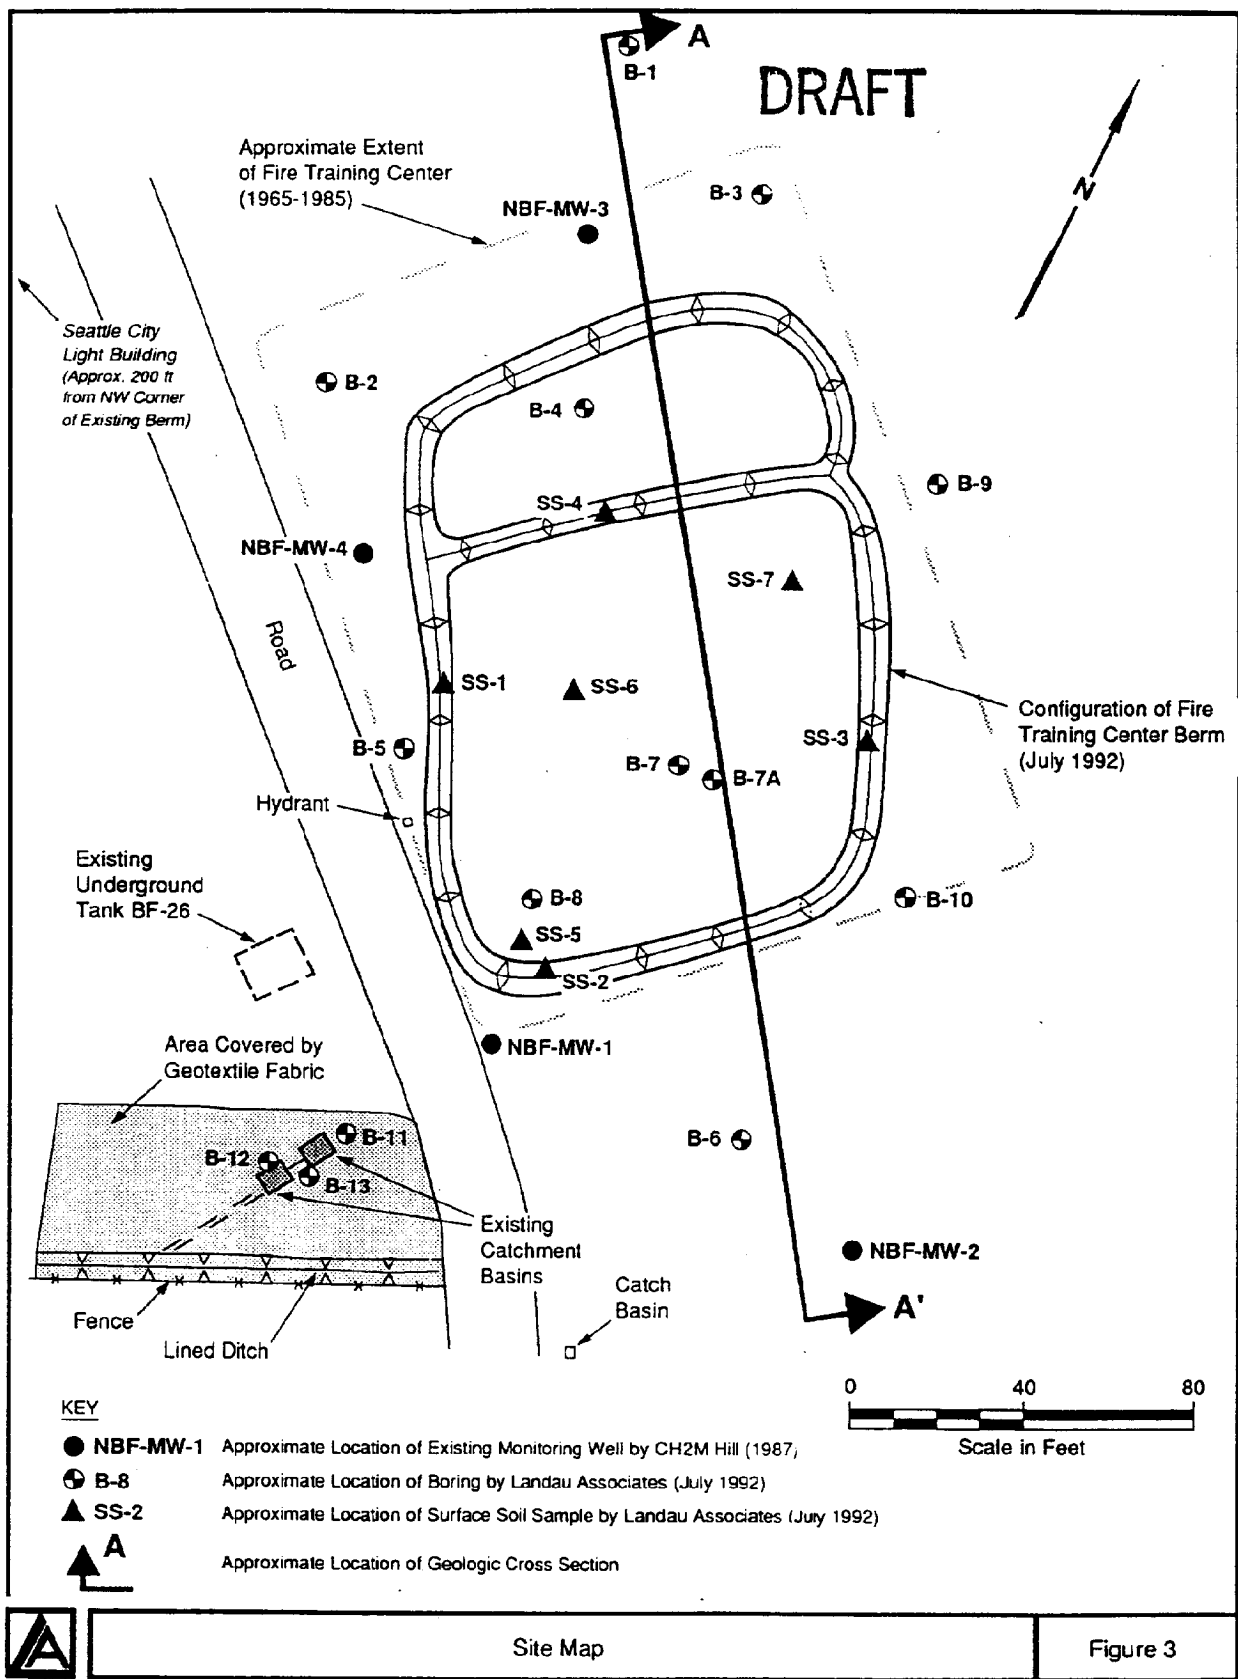 A
B-1
DRAFT
Approximate Extent
of Fire Training Center
(1965-1985)
B-3
N
NBF-MW-3
Seattle City
Light Building
(Approx. 200 ft
from NW Corner
of Existing Berm)
B-2
B-4
B-9
SS-4
NBF-MW-4
SS-7
Road
SS-1
SS-6
Configuration of Fire
Training Center Berm
(July 1992)
SS-3
B-5
B-7
B-7A
Hydrant
Existing
Underground
Tank BF-26
B-8
B-10
SS-5
SS-2
Area Covered by
Geotextile Fabric
NBF-MW-1
B-11
B-6
B-12
B-13
Existing
Catchment
Basins
NBF-MW-2
Catch
Basin
A'
Fence
Lined Ditch
0 40 80
Scale in Feet
KEY
NBF-MW-1 Approximate Location of Existing Monitoring Well by CH2M Hill (1987)
B-8 Approximate Location of Boring by Landau Associates (July 1992)
SS-2 Approximate Location of Surface Soil Sample by Landau Associates (July 1992)
A Approximate Location of Geologic Cross Section
Site Map
Figure 3